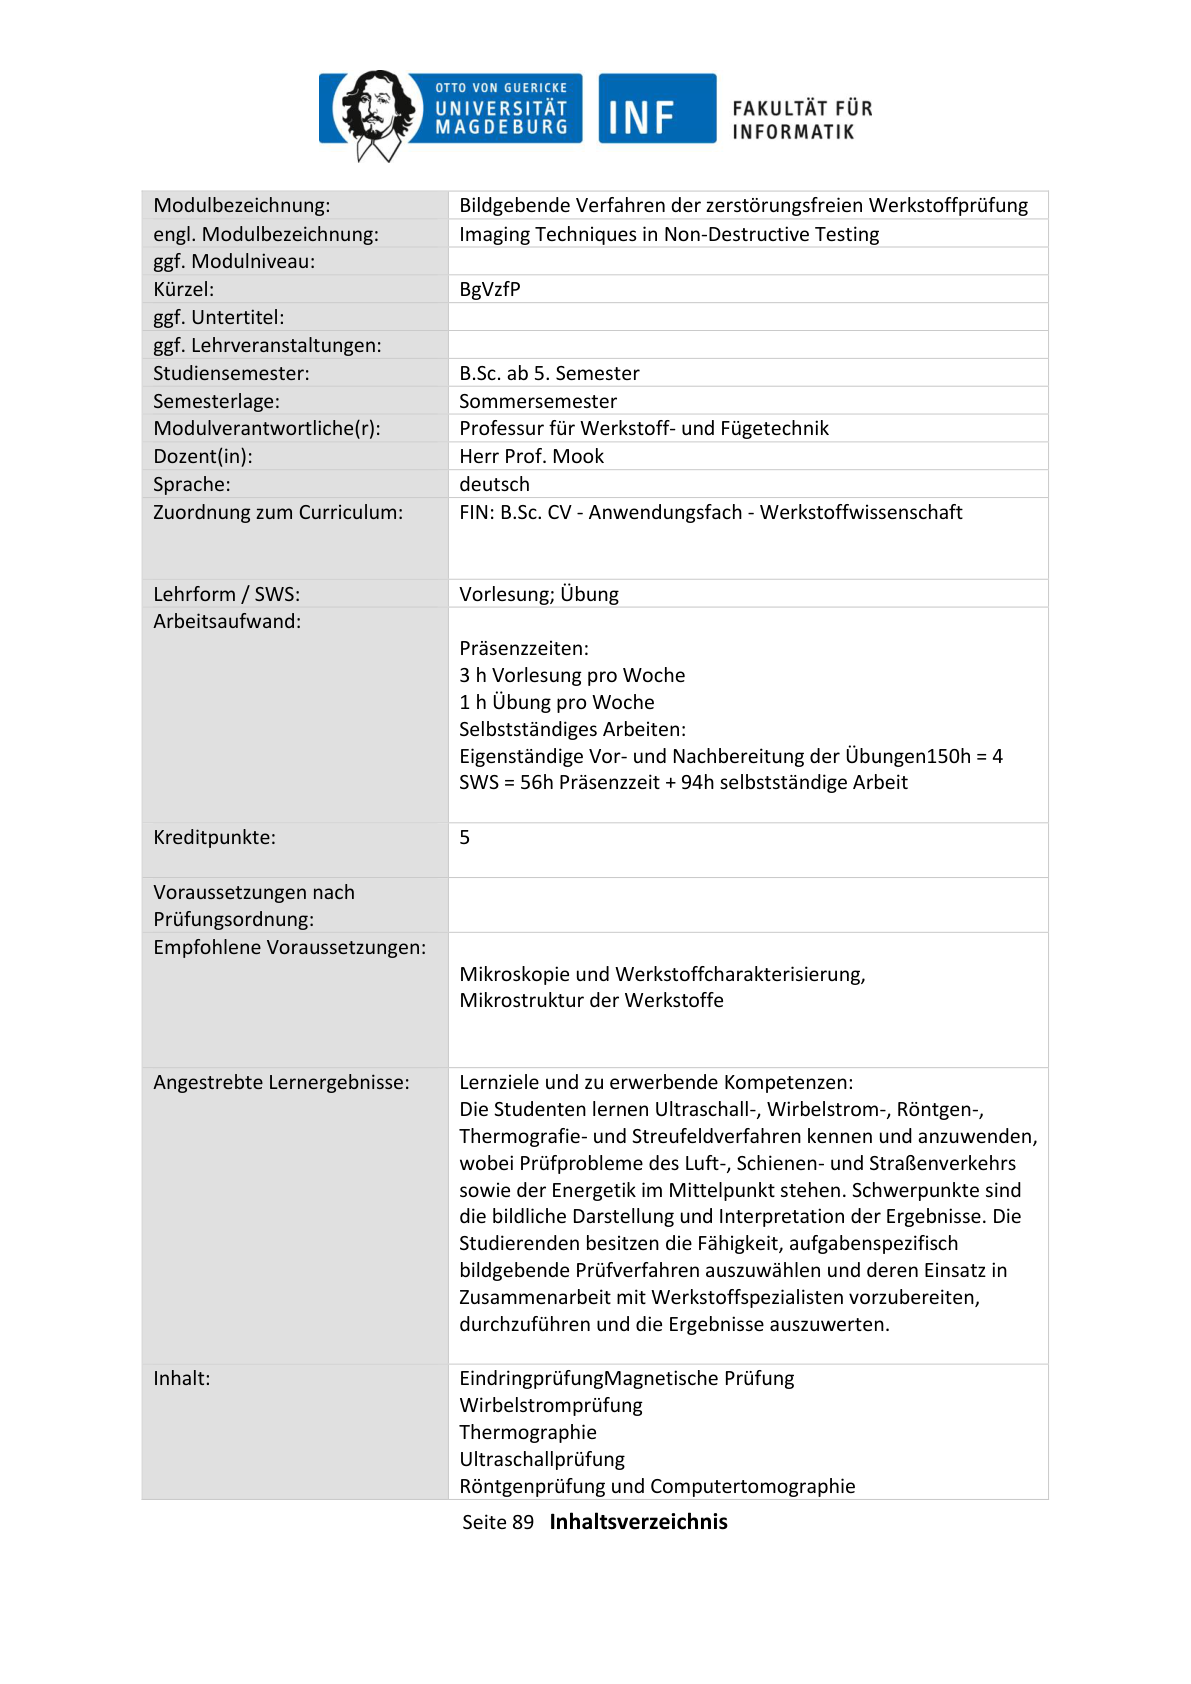 OTTO VON GUERICKE
UNIVERSITÄT
MAGDEBURG
INF
FAKULTÄT FÜR
INFORMATIK
Modulbezeichnung: Bildgebende Verfahren der zerstörungsfreien Werkstoffprüfung
engl. Modulbezeichnung: Imaging Techniques in Non-Destructive Testing
ggf. Modulniveau:
Kürzel: BgVzfP
ggf. Untertitel:
ggf. Lehrveranstaltungen:
Studiensemester: B.Sc. ab 5. Semester
Semesterlage: Sommersemester
Modulverantwortliche(r): Professur für Werkstoff- und Fügetechnik
Dozent(in): Herr Prof. Mook
Sprache: deutsch
Zuordnung zum Curriculum: FIN: B.Sc. CV - Anwendungsfach - Werkstoffwissenschaft
Lehrform / SWS: Vorlesung; Übung
Arbeitsaufwand:
Präsenzzeiten:
3 h Vorlesung pro Woche
1 h Übung pro Woche
Selbstständiges Arbeiten:
Eigenständige Vor- und Nachbereitung der Übungen150h = 4
SWS = 56h Präsenzzeit + 94h selbstständige Arbeit
Kreditpunkte: 5
Voraussetzungen nach
Prüfungsordnung:
Empfohlene Voraussetzungen:
Mikroskopie und Werkstoffcharakterisierung,
Mikrostruktur der Werkstoffe
Angestrebte Lernergebnisse: Lernziele und zu erwerbende Kompetenzen:
Die Studenten lernen Ultraschall-, Wirbelstrom-, Röntgen-,
Thermografie- und Streufeldverfahren kennen und anzuwenden,
wobei Prüfprobleme des Luft-, Schienen- und Straßenverkehrs
sowie der Energetik im Mittelpunkt stehen. Schwerpunkte sind
die bildliche Darstellung und Interpretation der Ergebnisse. Die
Studierenden besitzen die Fähigkeit, aufgabenspezifisch
bildgebende Prüfverfahren auszuwählen und deren Einsatz in
Zusammenarbeit mit Werkstoffspezialisten vorzubereiten,
durchzuführen und die Ergebnisse auszuwerten.
Inhalt: EindringprüfungMagnetische Prüfung
Wirbelstromprüfung
Thermographie
Ultraschallprüfung
Röntgenprüfung und Computertomographie
Seite 89 Inhaltsverzeichnis